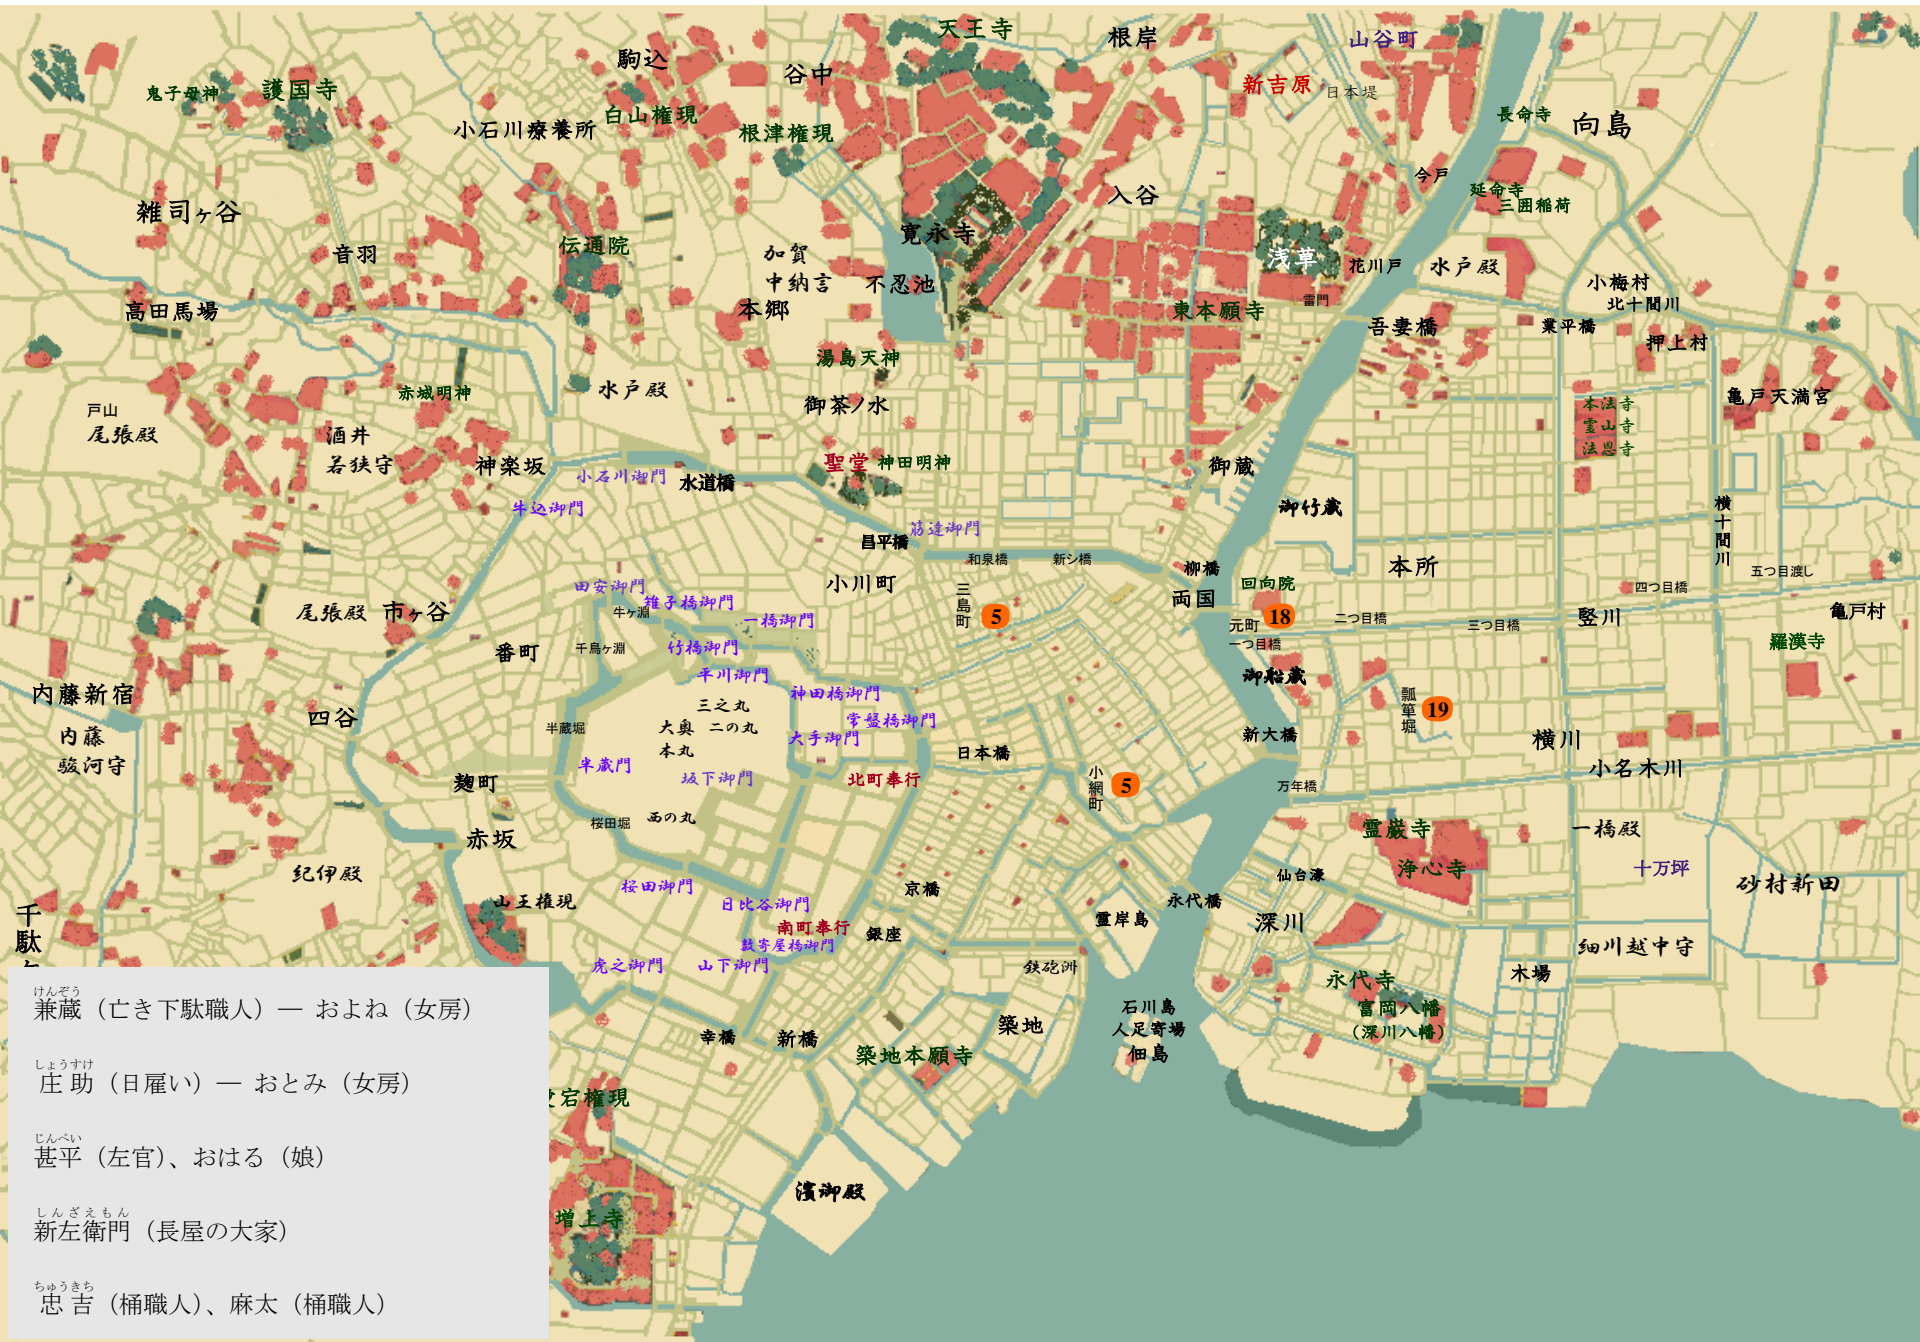 天王寺
根岸
山谷町
駒込
谷中
新吉原
日本堤
鬼子母神
護国寺
白山権現
小石川療養所
根津権現
長命寺
向島
今戸
入谷
延命寺
三囲稲荷
雑司ヶ谷
音羽
伝通院
加賀
中納言
寛永寺
浅草
花川戸
水戸殿
不忍池
本郷
高田馬場
東本願寺
雷門
吾妻橋
小梅村
北十間川
業平橋
押上村
湯島天神
赤城明神
水戸殿
御茶ノ水
戸山
尾張殿
酒井
若狭守
本法寺
霊山寺
法恩寺
亀戸天満宮
神楽坂
小石川御門
水道橋
聖堂
神田明神
御蔵
牛込御門
御竹蔵
横十間川
筋違御門
昌平橋
和泉橋
新シ橋
柳橋
本所
五つ目渡し
小川町
三島町
5
両国
回向院
元町
18
一つ目橋
二つ目橋
三つ目橋
四つ目橋
竪川
亀戸村
羅漢寺
田安御門
雉子橋御門
牛ヶ淵
一橋御門
尾張殿
市ヶ谷
番町
千鳥ヶ淵
竹橋御門
平川御門
神田橋御門
御船蔵
瓢箪堀
19
内藤新宿
内藤
駿河守
四谷
半蔵堀
三之丸
大奥
二の丸
本丸
常盤橋御門
大手御門
日本橋
新大橋
横川
小名木川
半蔵門
坂下御門
北町奉行
小網町
5
万年橋
麹町
桜田堀
西の丸
赤坂
霊巌寺
浄心寺
一橋殿
十万坪
砂村新田
紀伊殿
桜田御門
日比谷御門
京橋
仙台濠
山王権現
南町奉行
数寄屋橋御門
銀座
霊岸島
永代橋
深川
細川越中守
千駄
虎之御門
山下御門
鉄砲洲
木場
永代寺
富岡八幡
(深川八幡)
石川島
人足寄場
佃島
幸橋
新橋
築地
築地本願寺
宕権現
濱御殿
増上寺
けんぞう
兼蔵（亡き下駄職人）― およね（女房）
しょうすけ
庄助（日雇い）― おとみ（女房）
じんぺい
甚平（左官）、おはる（娘）
しんざえもん
新左衛門（長屋の大家）
ちゅうきち
忠吉（桶職人）、麻太（桶職人）